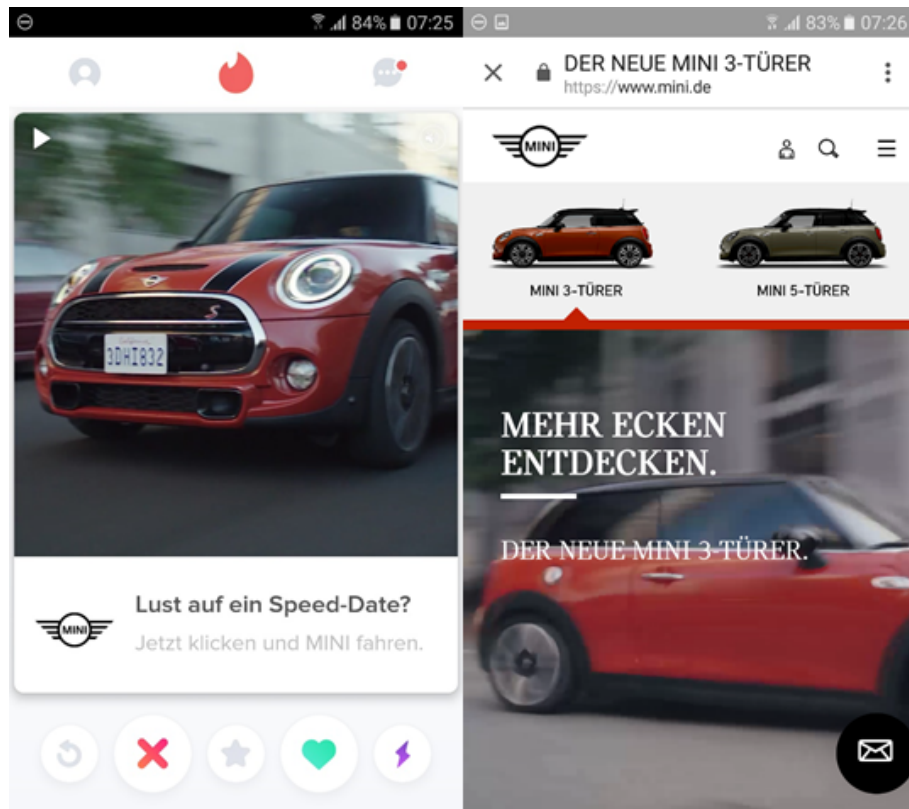 84% 07:25
MINI
S
California
3DHI832
MINI
Lust auf ein Speed-Date?
Jetzt klicken und MINI fahren.
83% 07:26
DER NEUE MINI 3-TÜRER
https://www.mini.de
MINI
MINI 3-TÜRER
MINI 5-TÜRER
MEHR ECKEN
ENTDECKEN.
DER NEUE MINI 3-TÜRER.